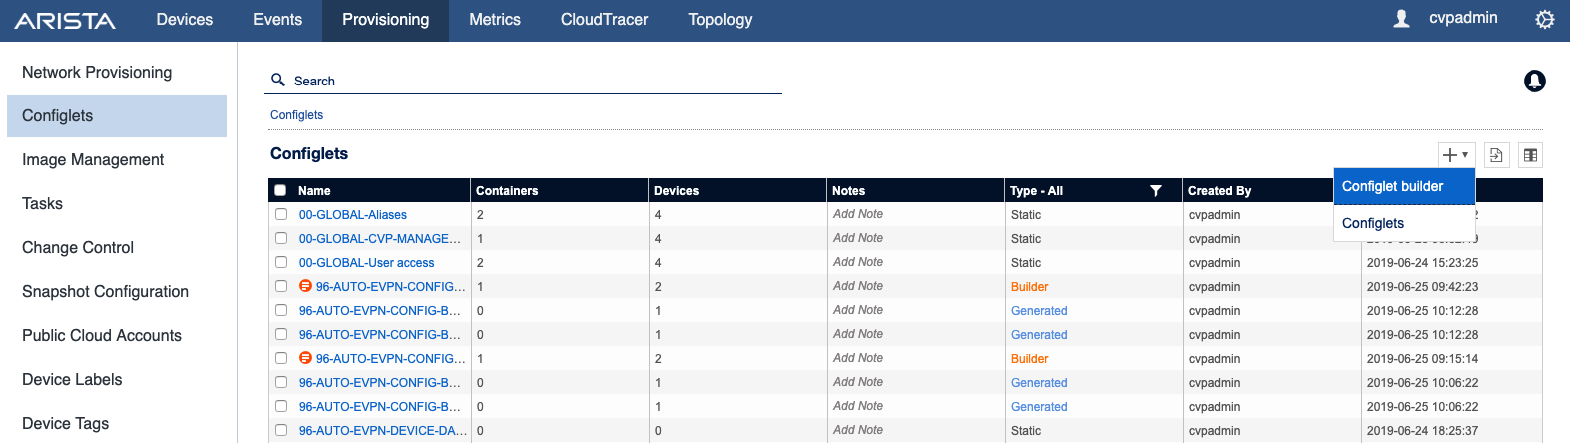 ARISTA Devices Events Provisioning Metrics CloudTracer Topology cvpadmin
Network Provisioning
Configlets
Image Management
Tasks
Change Control
Snapshot Configuration
Public Cloud Accounts
Device Labels
Device Tags
Search
Configlets
Configlets
Configlet builder
Configlets
Name Containers Devices Notes Type - All Created By
00-GLOBAL-Aliases 2 4 Add Note Static cvpadmin 2
00-GLOBAL-CVP-MANAGE... 1 4 Add Note Static cvpadmin
00-GLOBAL-User access 2 4 Add Note Static cvpadmin 2019-06-24 15:23:25
96-AUTO-EVPN-CONFIG... 1 2 Add Note Builder cvpadmin 2019-06-25 09:42:23
96-AUTO-EVPN-CONFIG-B... 0 1 Add Note Generated cvpadmin 2019-06-25 10:12:28
96-AUTO-EVPN-CONFIG-B... 0 1 Add Note Generated cvpadmin 2019-06-25 10:12:28
96-AUTO-EVPN-CONFIG... 1 2 Add Note Builder cvpadmin 2019-06-25 09:15:14
96-AUTO-EVPN-CONFIG-B... 0 1 Add Note Generated cvpadmin 2019-06-25 10:06:22
96-AUTO-EVPN-CONFIG-B... 0 1 Add Note Generated cvpadmin 2019-06-25 10:06:22
96-AUTO-EVPN-DEVICE-DA... 0 0 Add Note Static cvpadmin 2019-06-24 18:25:37